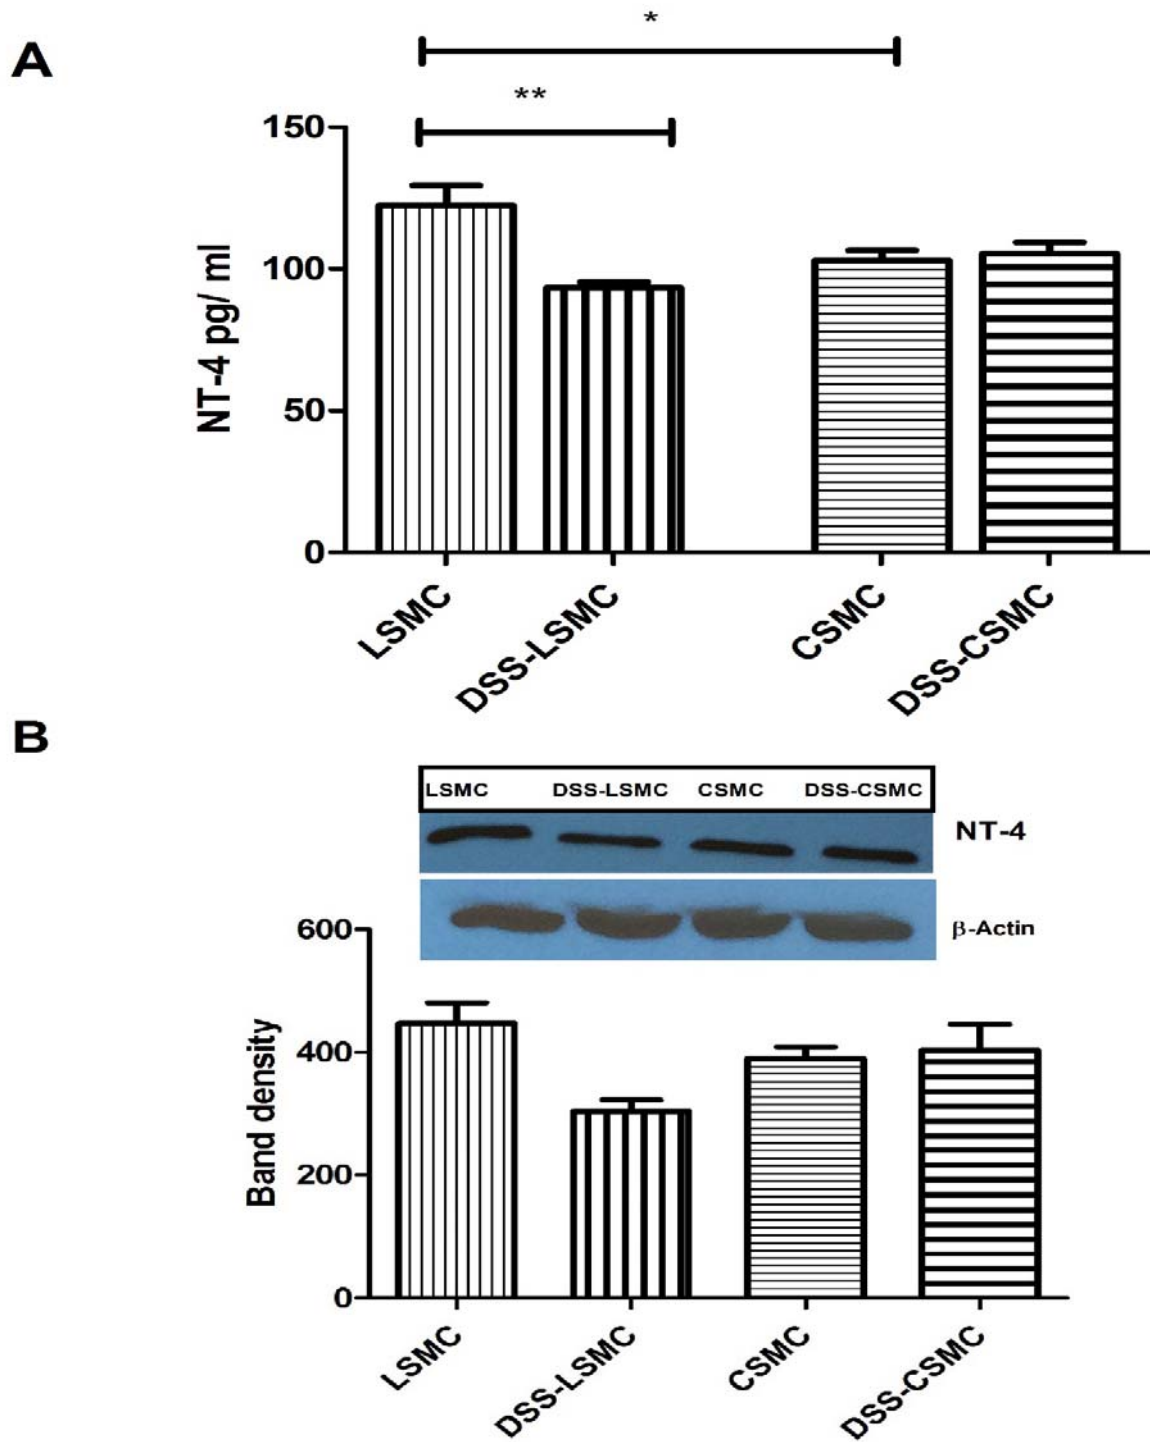 A
*
**
150
100
50
0
NT-4 pg/ ml
LSMC
DSS-LSMC
CSMC
DSS-CSMC
B
LSMC DSS-LSMC CSMC DSS-CSMC
NT-4
β-Actin
600
400
200
0
Band density
LSMC
DSS-LSMC
CSMC
DSS-CSMC